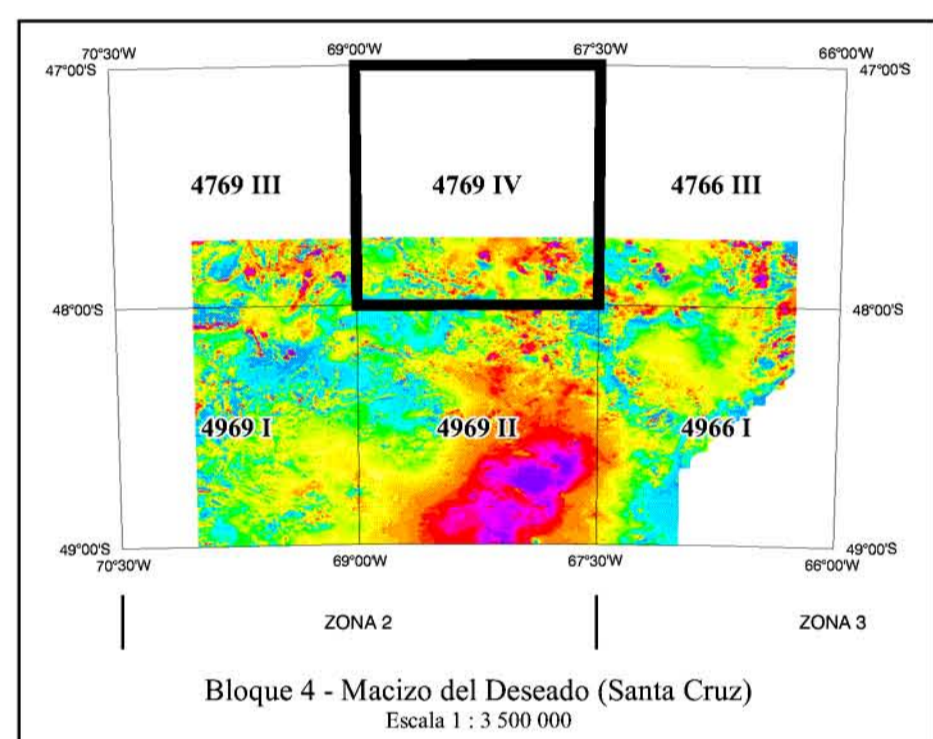 70°30'W 69°00'W 67°30'W 66°00'W
47°00'S 47°00'S
4769 III 4769 IV 4766 III
48°00'S 48°00'S
4969 I 4969 II 4966 I
49°00'S 49°00'S
70°30'W 69°00'W 67°30'W 66°00'W
ZONA 2 ZONA 3
Bloque 4 - Macizo del Deseado (Santa Cruz)
Escala 1 : 3 500 000